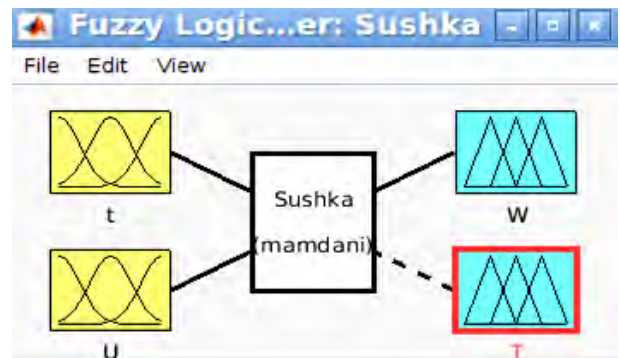 Fuzzy Logic...er: Sushka
File Edit View
t
Sushka
(mamdani)
W
U
T